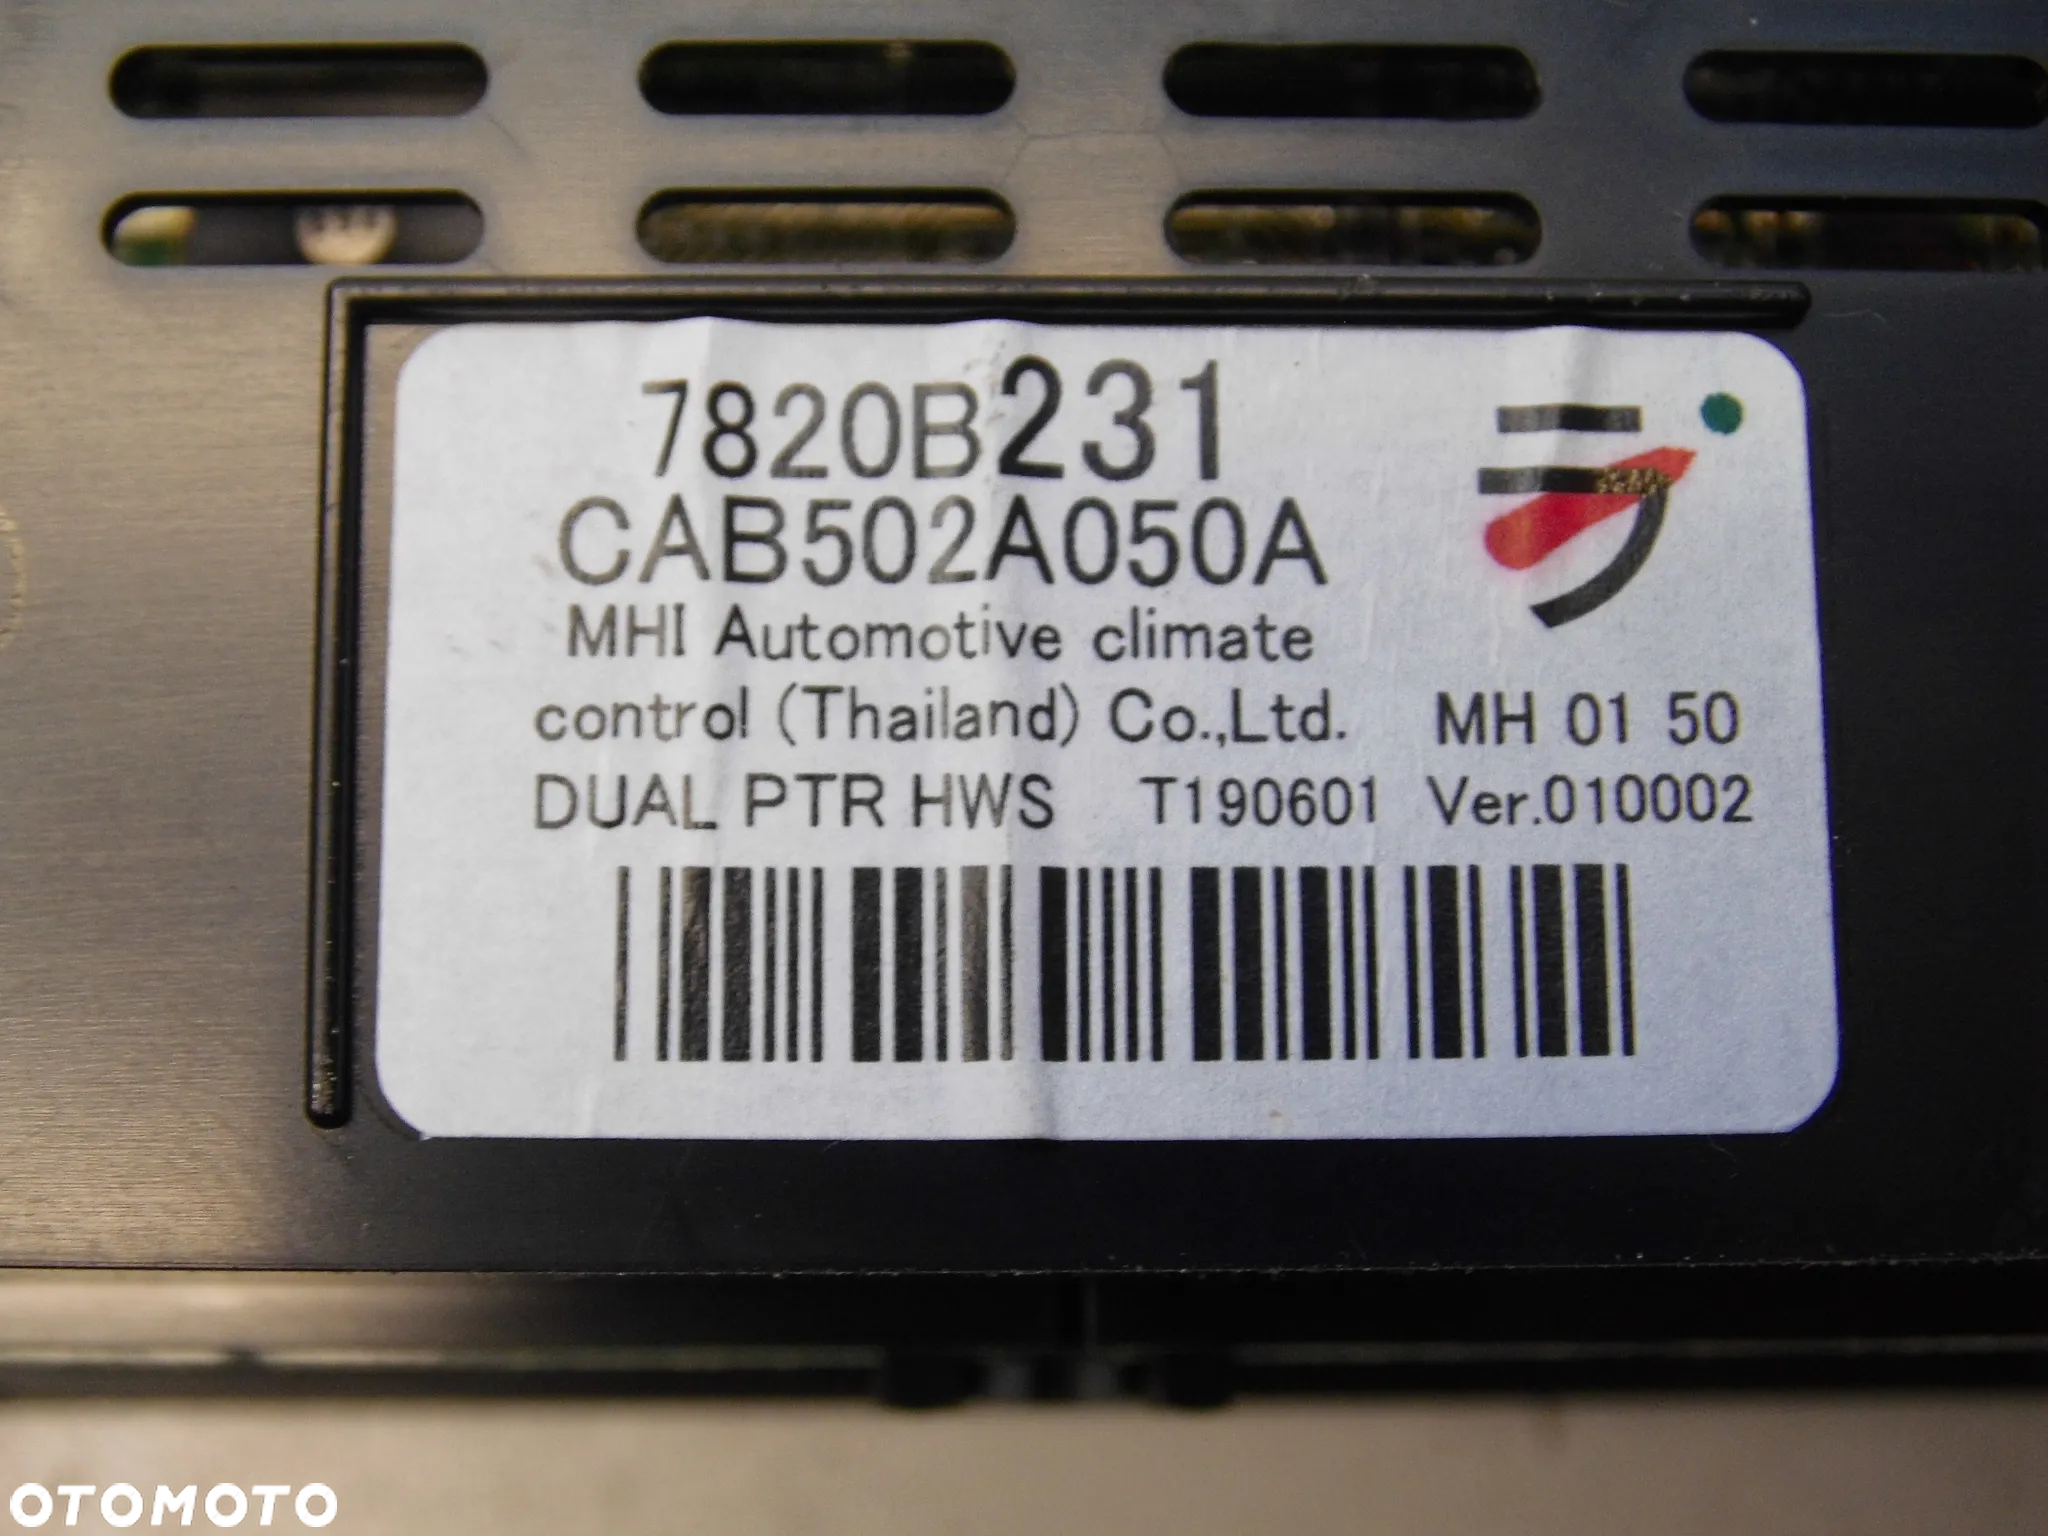 7820B231
CAB502A050A
MHI Automotive climate
control (Thailand) Co.,Ltd. MH 01 50
DUAL PTR HWS T190601 Ver.010002
OTOMOTO